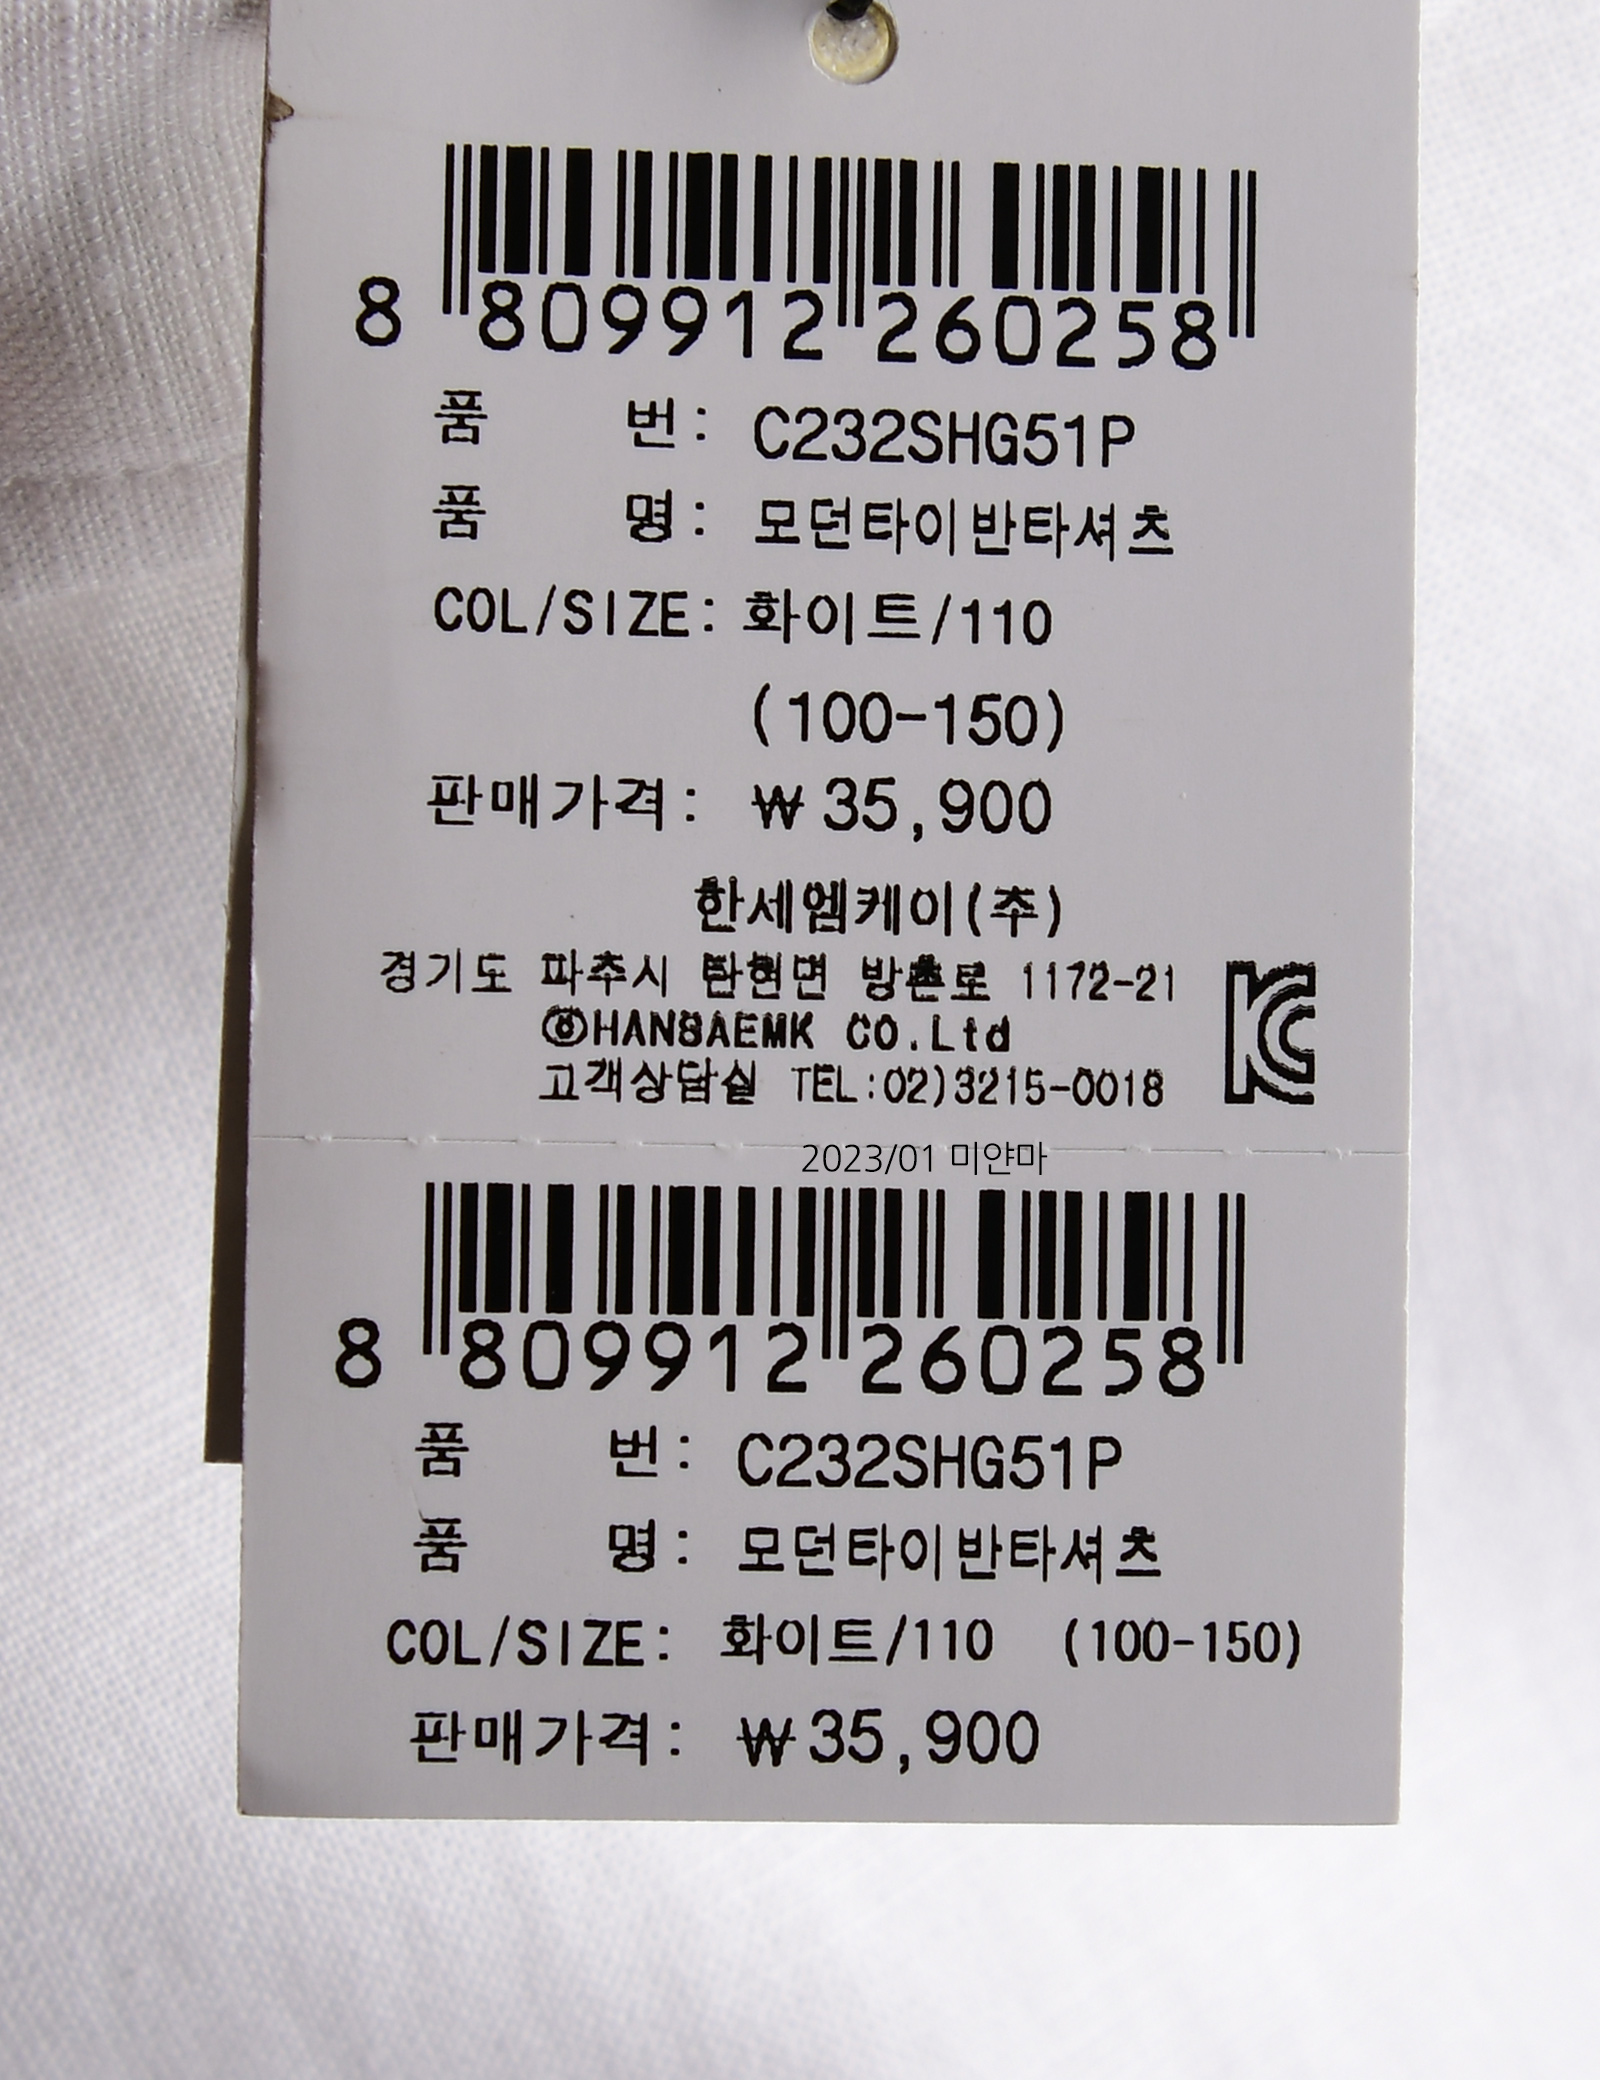 8 809912 260258
품 번: C232SHG51P
품 명: 모던타이반타셔츠
COL/SIZE: 화이트/110
(100-150)
판매가격: ₩35,900
한세엠케이(주)
경기도 파주시 탄현면 방촌로 1172-21
ⓒHANSAEMK CO.Ltd
고객상담실 TEL:02)3215-0018
KC
2023/01 미얀마
8 809912 260258
품 번: C232SHG51P
품 명: 모던타이반타셔츠
COL/SIZE: 화이트/110 (100-150)
판매가격: ₩35,900